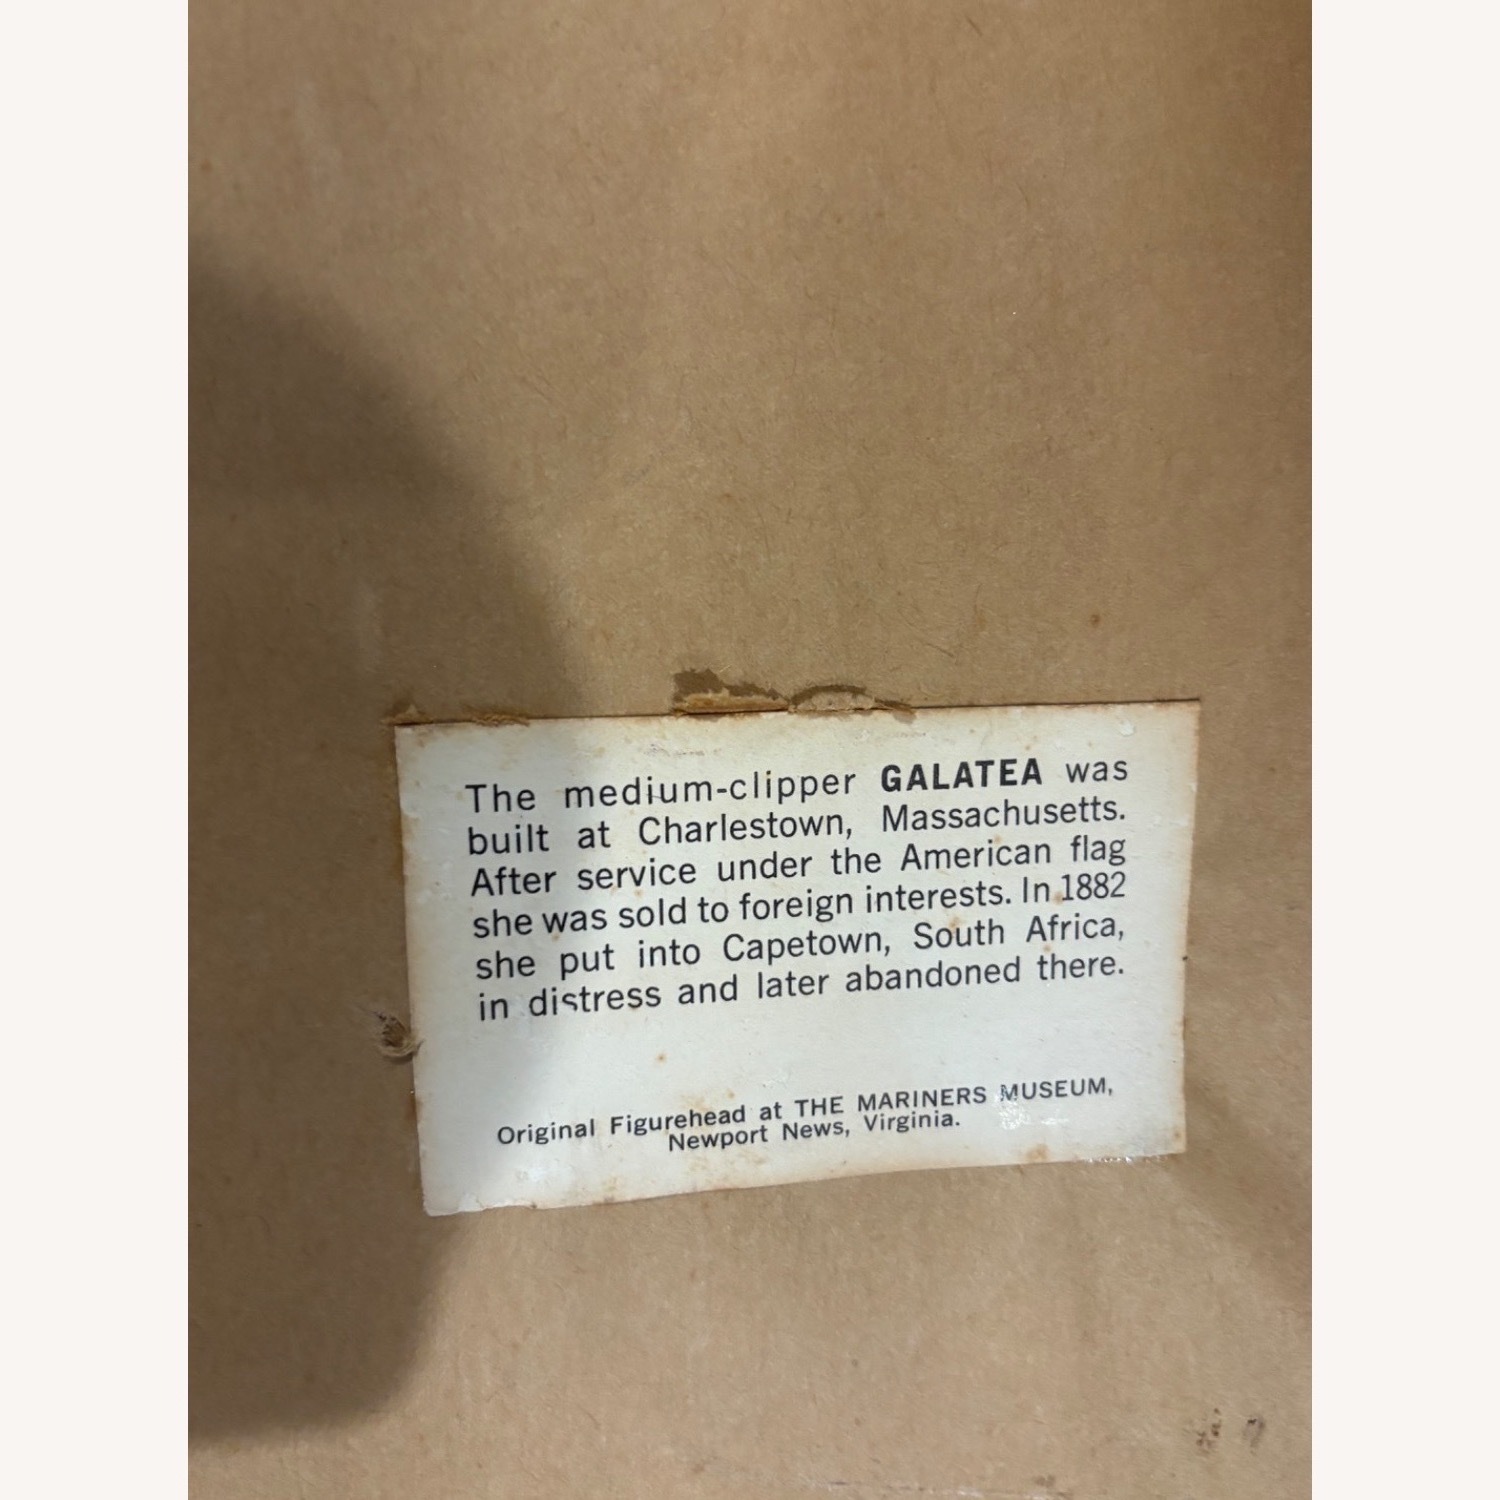 The medium-clipper GALATEA was
built at Charlestown, Massachusetts.
After service under the American flag
she was sold to foreign interests. In 1882
she put into Capetown, South Africa,
in distress and later abandoned there.
Original Figurehead at THE MARINERS MUSEUM,
Newport News, Virginia.